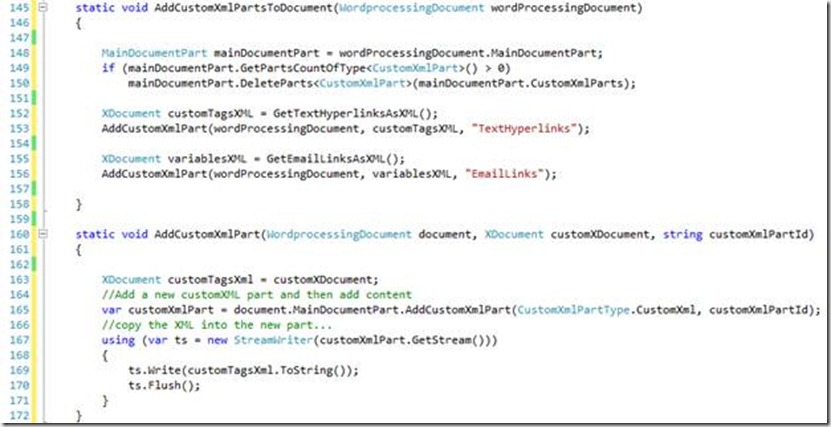 145 static void AddCustomXmlPartsToDocument(WordprocessingDocument wordProcessingDocument)
146 {
147
148 MainDocumentPart mainDocumentPart = wordProcessingDocument.MainDocumentPart;
149 if (mainDocumentPart.GetPartsCountOfType<CustomXmlPart>() > 0)
150 mainDocumentPart.DeleteParts<CustomXmlPart>(mainDocumentPart.CustomXmlParts);
151
152 XDocument customTagsXML = GetTextHyperlinksAsXML();
153 AddCustomXmlPart(wordProcessingDocument, customTagsXML, "TextHyperlinks");
154
155 XDocument variablesXML = GetEmailLinksAsXML();
156 AddCustomXmlPart(wordProcessingDocument, variablesXML, "EmailLinks");
157
158 }
159
160 static void AddCustomXmlPart(WordprocessingDocument document, XDocument customXDocument, string customXmlPartId)
161 {
162
163 XDocument customTagsXml = customXDocument;
164 //Add a new customXML part and then add content
165 var customXmlPart = document.MainDocumentPart.AddCustomXmlPart(CustomXmlPartType.CustomXml, customXmlPartId);
166 //copy the XML into the new part...
167 using (var ts = new StreamWriter(customXmlPart.GetStream()))
168 {
169 ts.Write(customTagsXml.ToString());
170 ts.Flush();
171 }
172 }